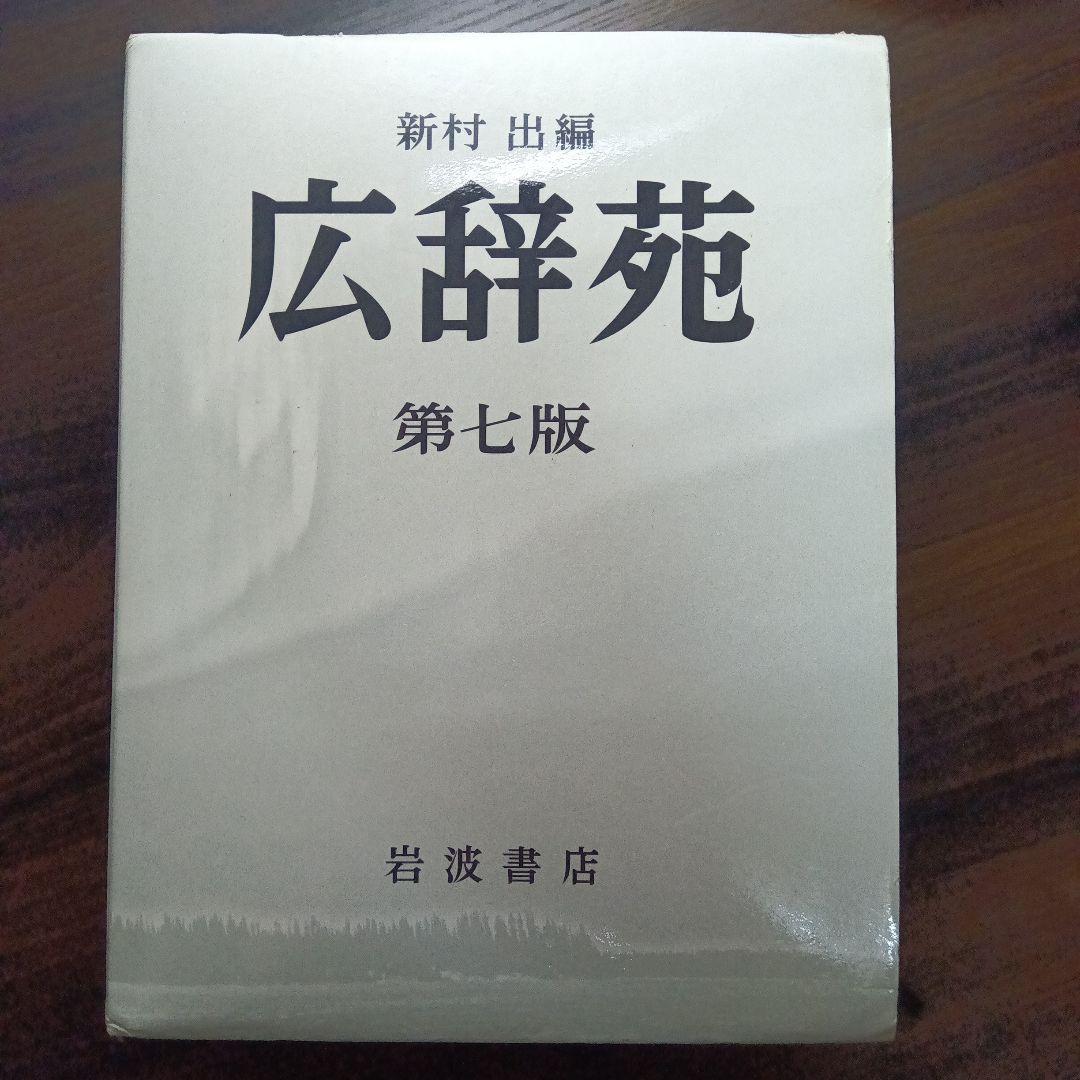 新村 出編
広辞苑
第七版
岩波書店